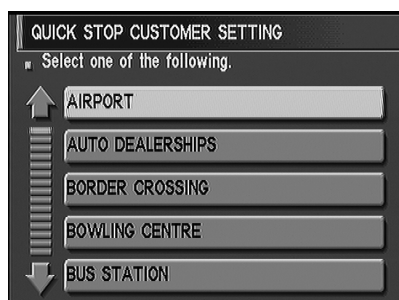 QUICK STOP CUSTOMER SETTING
Select one of the following.
AIRPORT
AUTO DEALERSHIPS
BORDER CROSSING
BOWLING CENTRE
BUS STATION